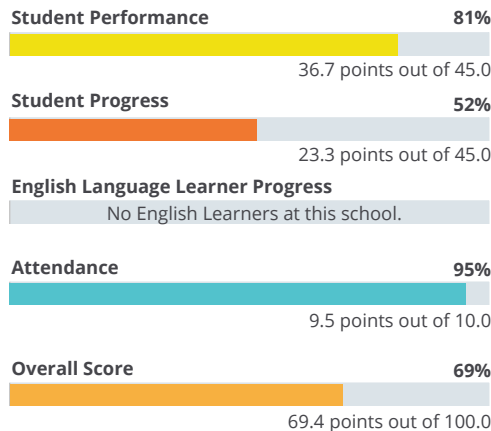 Student Performance 81%
36.7 points out of 45.0
Student Progress 52%
23.3 points out of 45.0
English Language Learner Progress
No English Learners at this school.
Attendance 95%
9.5 points out of 10.0
Overall Score 69%
69.4 points out of 100.0